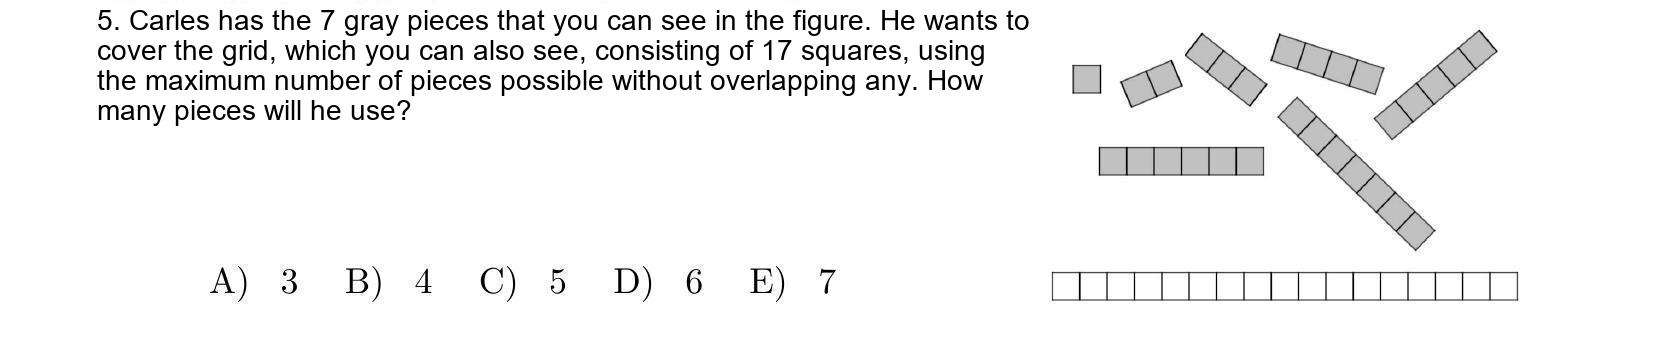 5. Carles has the 7 gray pieces that you can see in the figure. He wants to
cover the grid, which you can also see, consisting of 17 squares, using
the maximum number of pieces possible without overlapping any. How
many pieces will he use?
A) 3 B) 4 C) 5 D) 6 E) 7